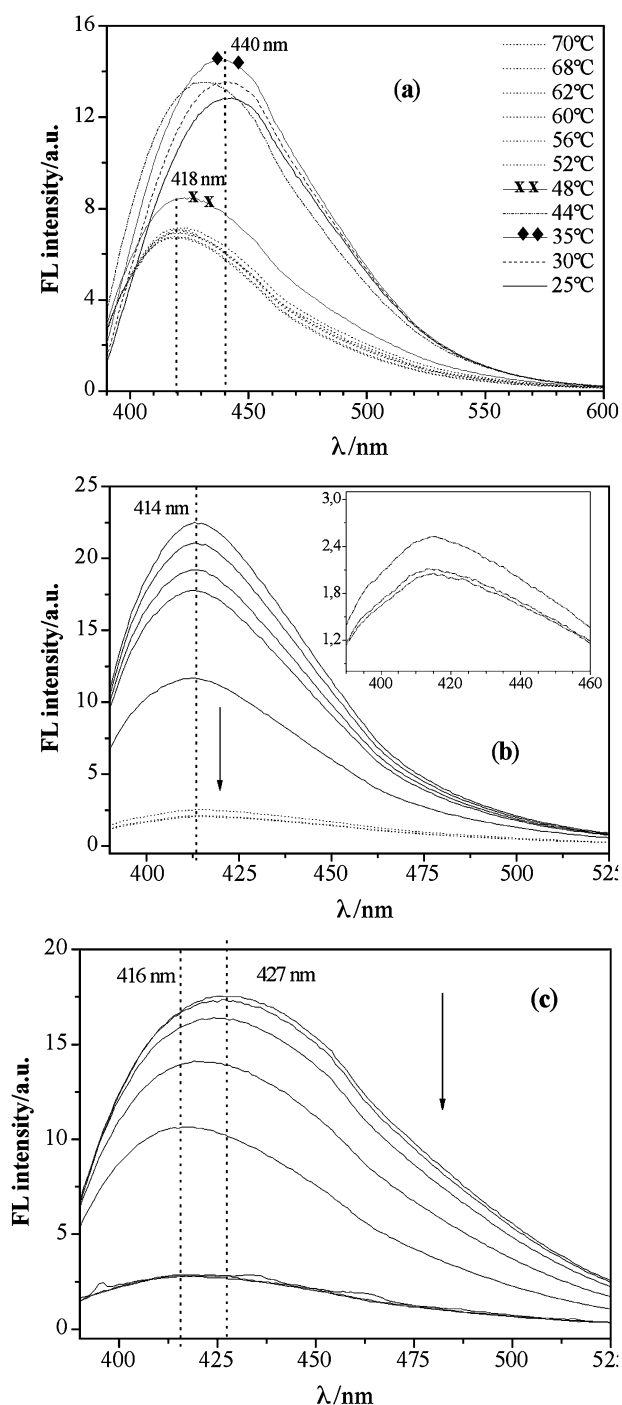 16
12
8
4
0
FL intensity/a.u.
440 nm
418 nm
(a)
70℃
68℃
62℃
60℃
56℃
52℃
x x 48℃
44℃
35℃
30℃
25℃
x x
400 450 500 550 600
λ/nm
25
20
15
10
5
0
FL intensity/a.u.
414 nm
3,0
2,4
1,8
1,2
400 420 440 460
(b)
400 425 450 475 500 525
λ/nm
20
15
10
5
0
FL intensity/a.u.
416 nm 427 nm
(c)
400 425 450 475 500
λ/nm